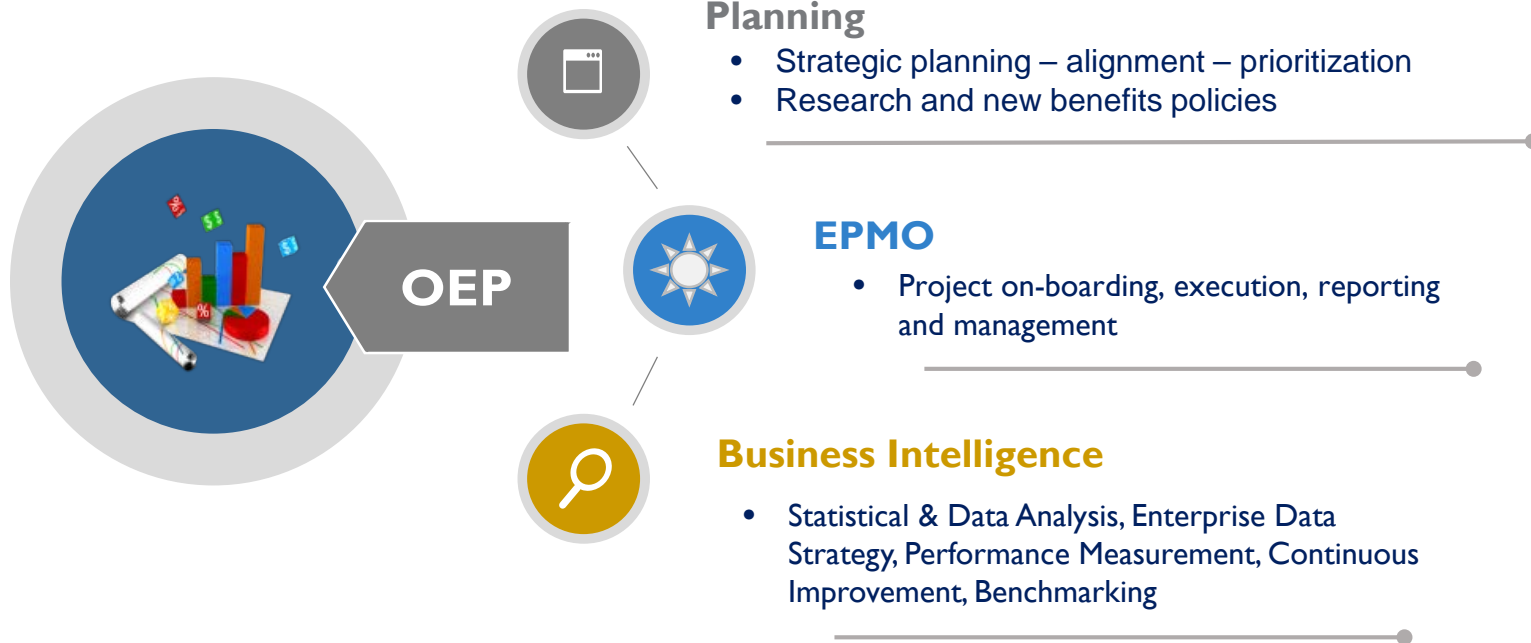 Planning
• Strategic planning – alignment – prioritization
• Research and new benefits policies
OEP
EPMO
• Project on-boarding, execution, reporting
and management
Business Intelligence
• Statistical & Data Analysis, Enterprise Data
Strategy, Performance Measurement, Continuous
Improvement, Benchmarking